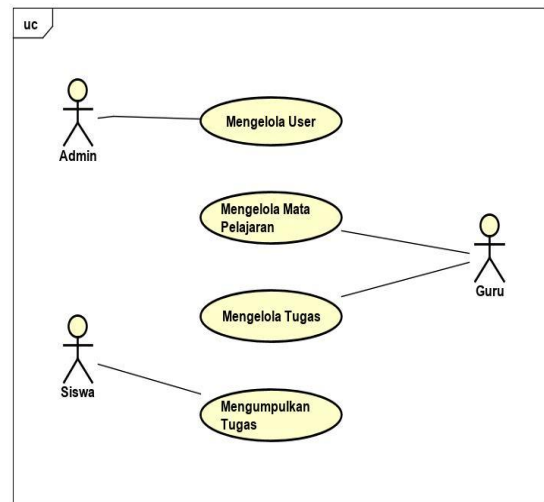 uc
Mengelola User
Admin
Mengelola Mata
Pelajaran
Guru
Mengelola Tugas
Siswa
Mengumpulkan
Tugas